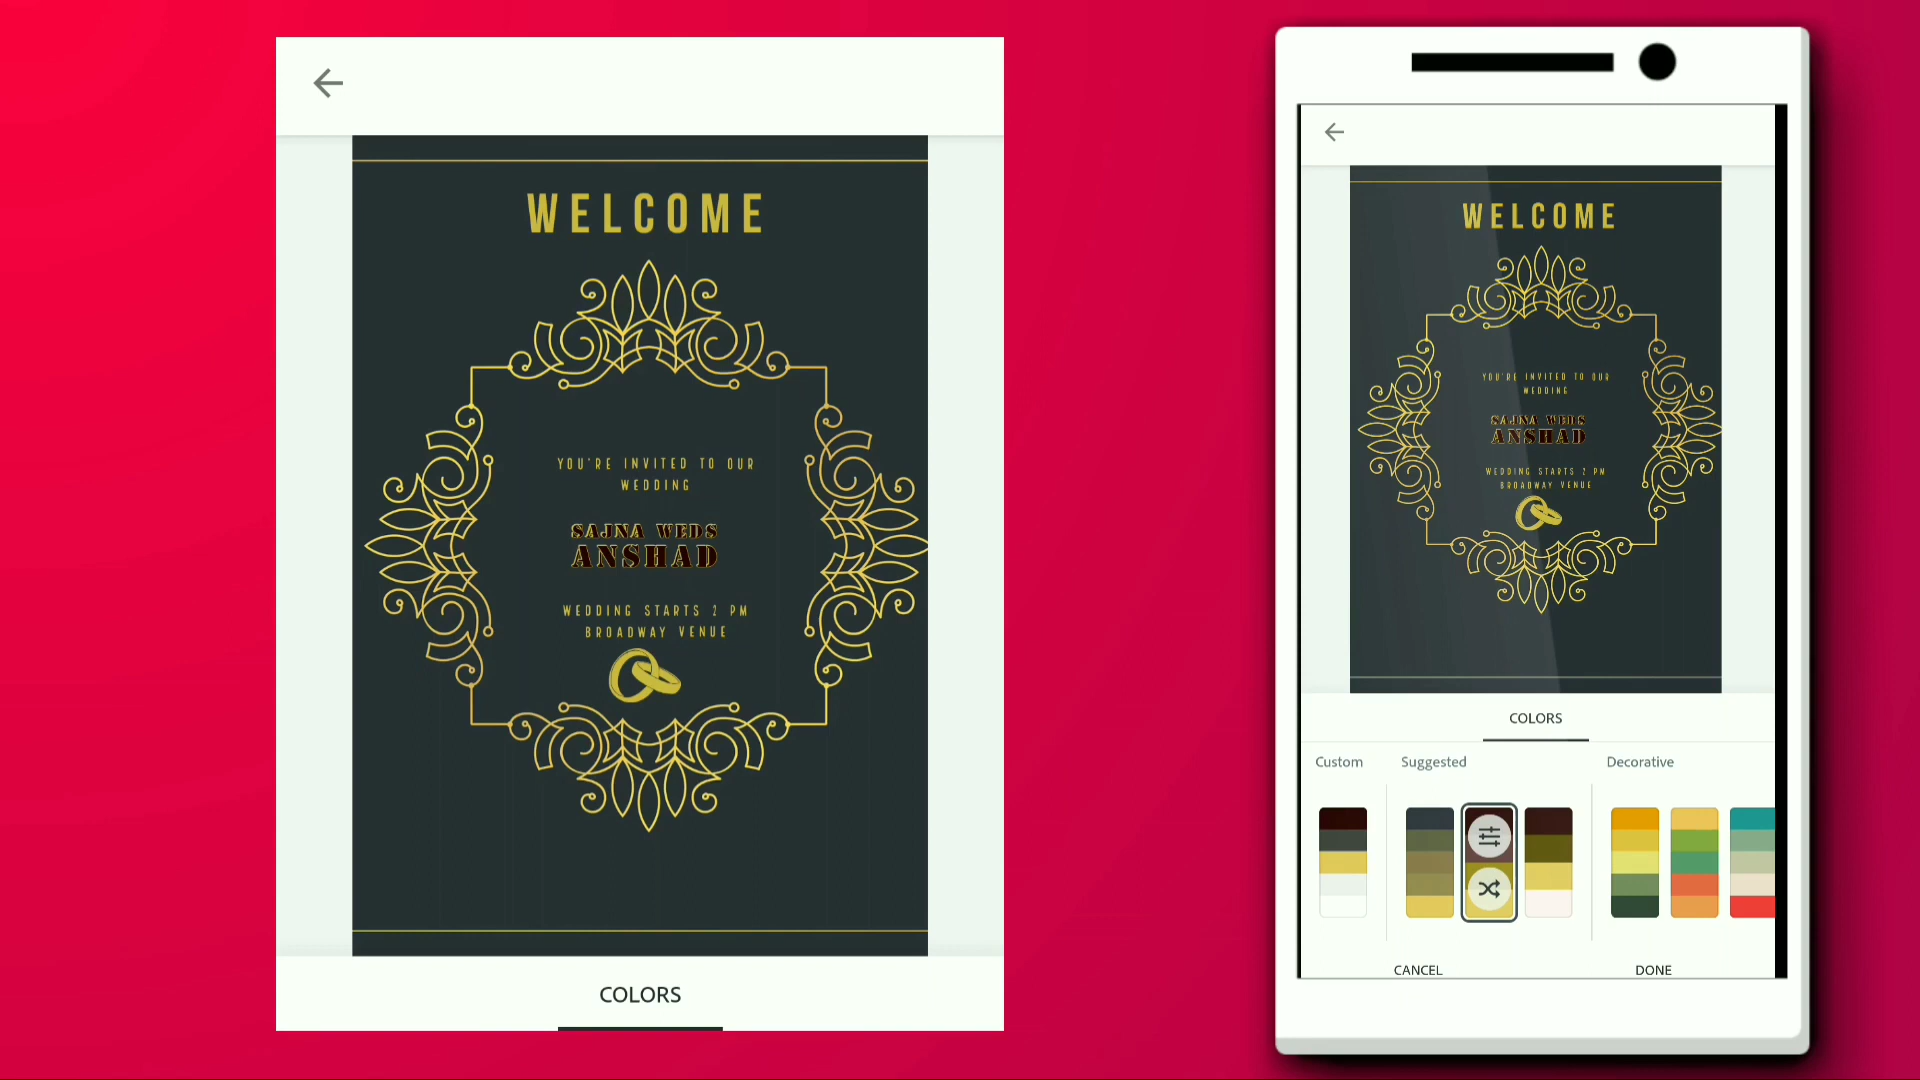 WELCOME
YOU'RE INVITED TO OUR
WEDDING
SAJNA WEDS
ANSHAD
WEDDING STARTS 2 PM
BROADWAY VENUE
COLORS
WELCOME
YOU'RE INVITED TO OUR
WEDDING
SAJNA WEDS
ANSHAD
WEDDING STARTS 2 PM
BROADWAY VENUE
COLORS
Custom Suggested Decorative
CANCEL DONE